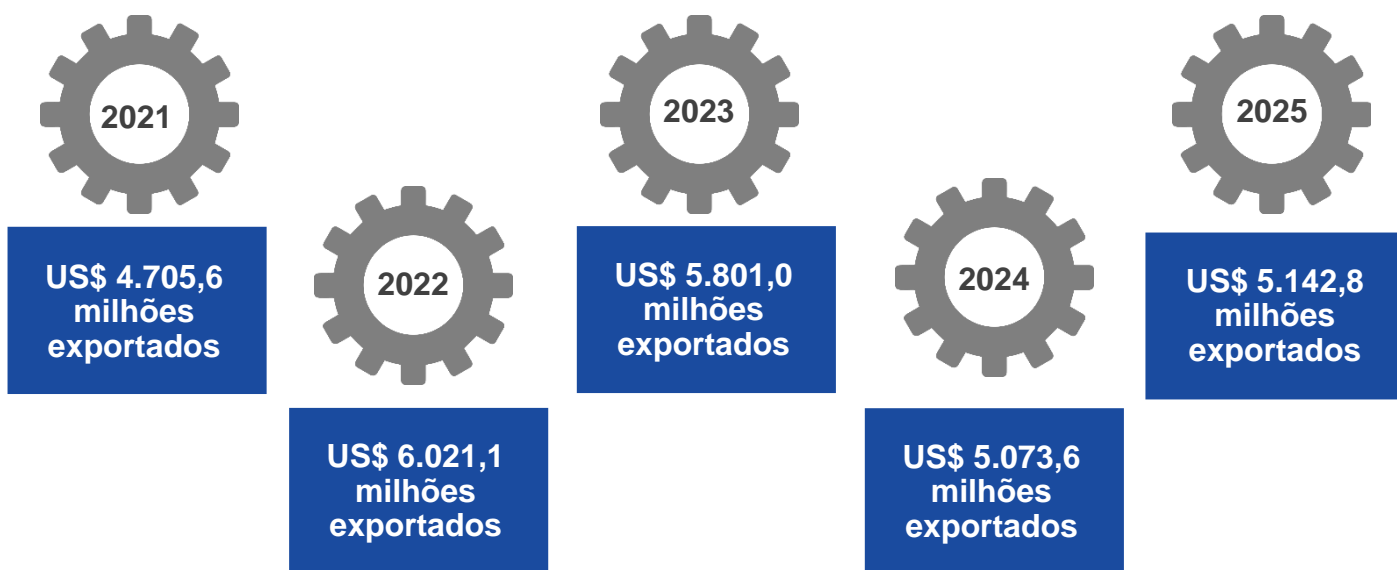 2021
US$ 4.705,6
milhões
exportados
2022
US$ 6.021,1
milhões
exportados
2023
US$ 5.801,0
milhões
exportados
2024
US$ 5.073,6
milhões
exportados
2025
US$ 5.142,8
milhões
exportados